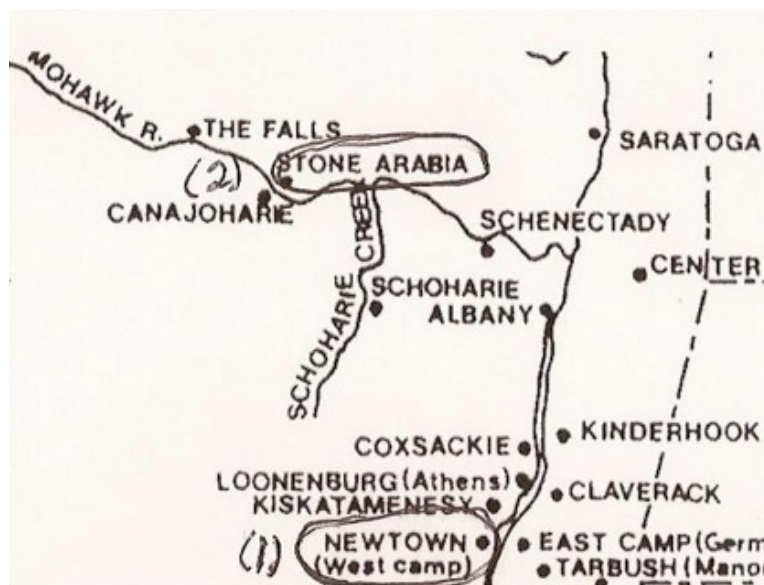 MOHAWK R.
THE FALLS
SARATOGA
(2)
STONE ARABIA
CANAJOHARIE
SCHENECTADY
SCHOHARIE CREEK
CENTER
SCHOHARIE
ALBANY
COXSACKIE
KINDERHOOK
LOONENBURG (Athens)
CLAVERACK
KISKATAMENESY
(1)
NEWTOWN
(West camp)
EAST CAMP (Germ
TARBUSH (Mano